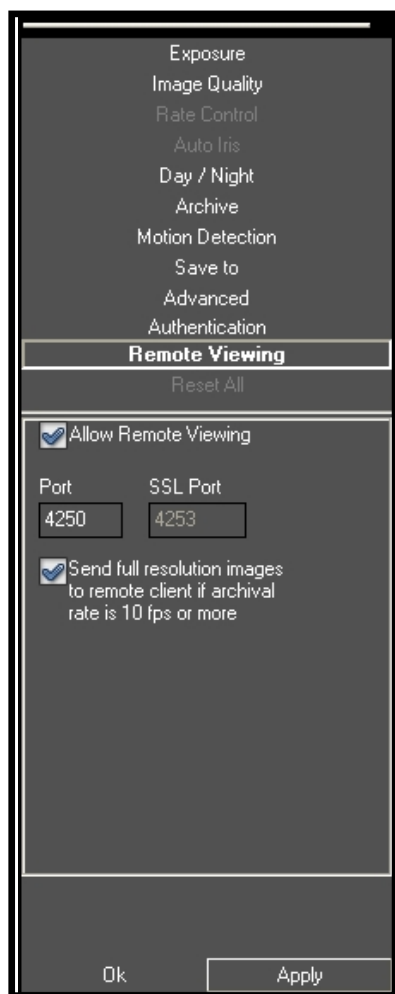 Exposure
Image Quality
Rate Control
Auto Iris
Day / Night
Archive
Motion Detection
Save to
Advanced
Authentication
Remote Viewing
Reset All
Allow Remote Viewing
Port SSL Port
4250 4253
Send full resolution images
to remote client if archival
rate is 10 fps or more
Ok Apply